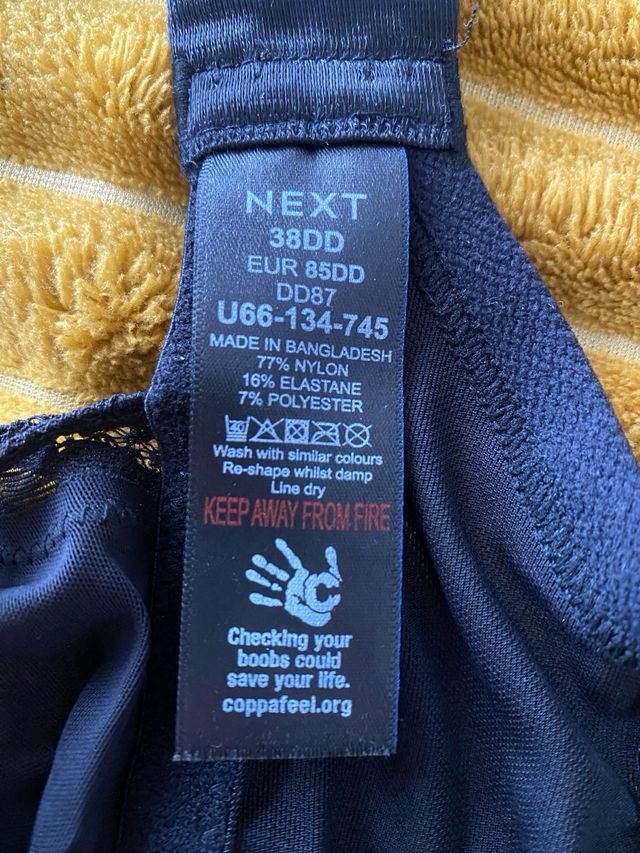 NEXT
38DD
EUR 85DD
DD87
U66-134-745
MADE IN BANGLADESH
77% NYLON
16% ELASTANE
7% POLYESTER
40
Wash with similar colours
Re-shape whilst damp
Line dry
KEEP AWAY FROM FIRE
C
Checking your
boobs could
save your life.
coppafeel.org